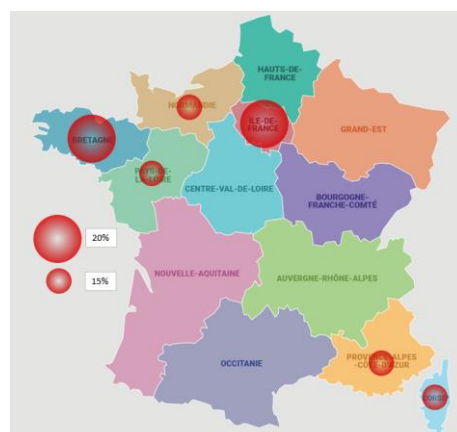 HAUTS-DE-
FRANCE
NORMANDIE
ILE-DE-
FRANCE
GRAND-EST
BRETAGNE
PAYS-DE-
LA-LOIRE
CENTRE-VAL-DE-LOIRE
BOURGOGNE-
FRANCHE-COMTÉ
20%
15%
NOUVELLE-AQUITAINE
AUVERGNE-RHÔNE-ALPES
OCCITANIE
PROVENCE-ALPES
-CÔTE-D'AZUR
CORSE